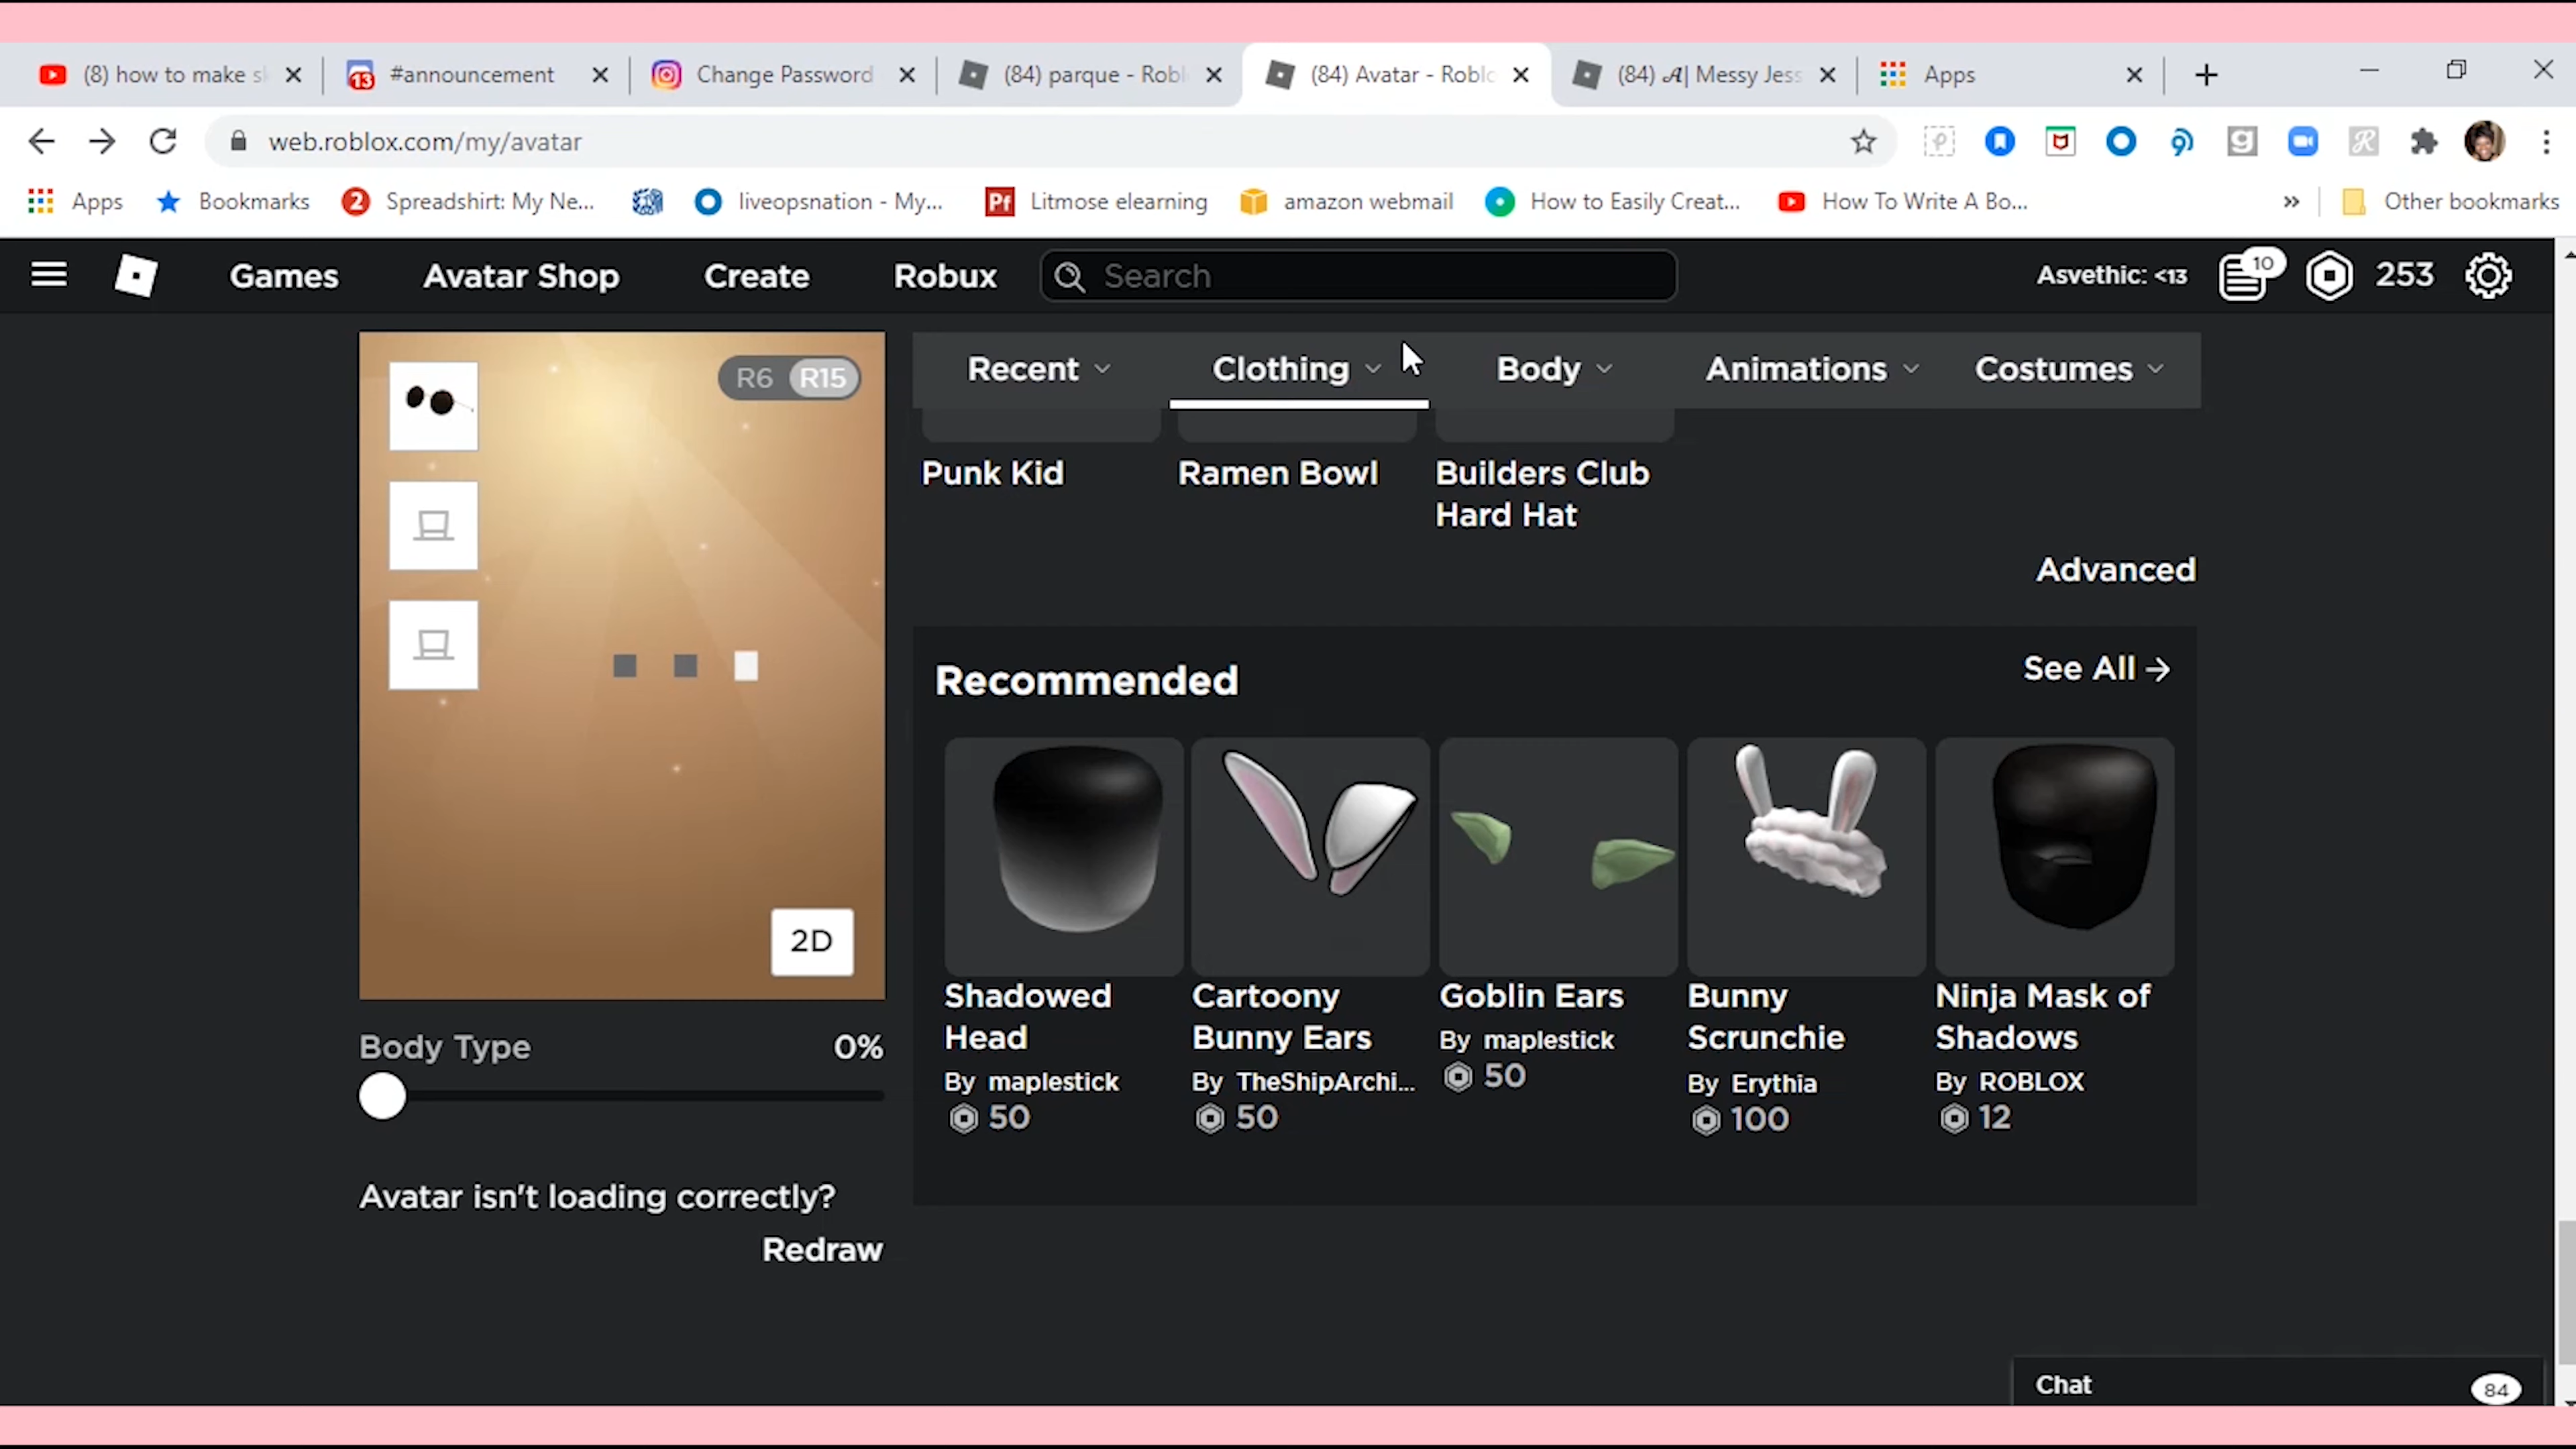 (8) how to make sk
13
#announcement
Change Password
(84) parque - Robl
(84) Avatar - Roblo
(84) 𝓐| Messy Jess
Apps
web.roblox.com/my/avatar
Apps
Bookmarks
2
Spreadshirt: My Ne...
liveopsnation - My...
Pf
Litmose elearning
amazon webmail
How to Easily Creat...
How To Write A Bo...
»
Other bookmarks
Games
Avatar Shop
Create
Robux
Search
Asvethic: <13
10
253
R6
R15
Recent
Clothing
Body
Animations
Costumes
Punk Kid
Ramen Bowl
Builders Club
Hard Hat
Advanced
Recommended
See All
2D
Shadowed
Head
By maplestick
50
Cartoony
Bunny Ears
By TheShipArchi...
50
Goblin Ears
By maplestick
50
Bunny
Scrunchie
By Erythia
100
Ninja Mask of
Shadows
By ROBLOX
12
Body Type
0%
Avatar isn't loading correctly?
Redraw
Chat
84